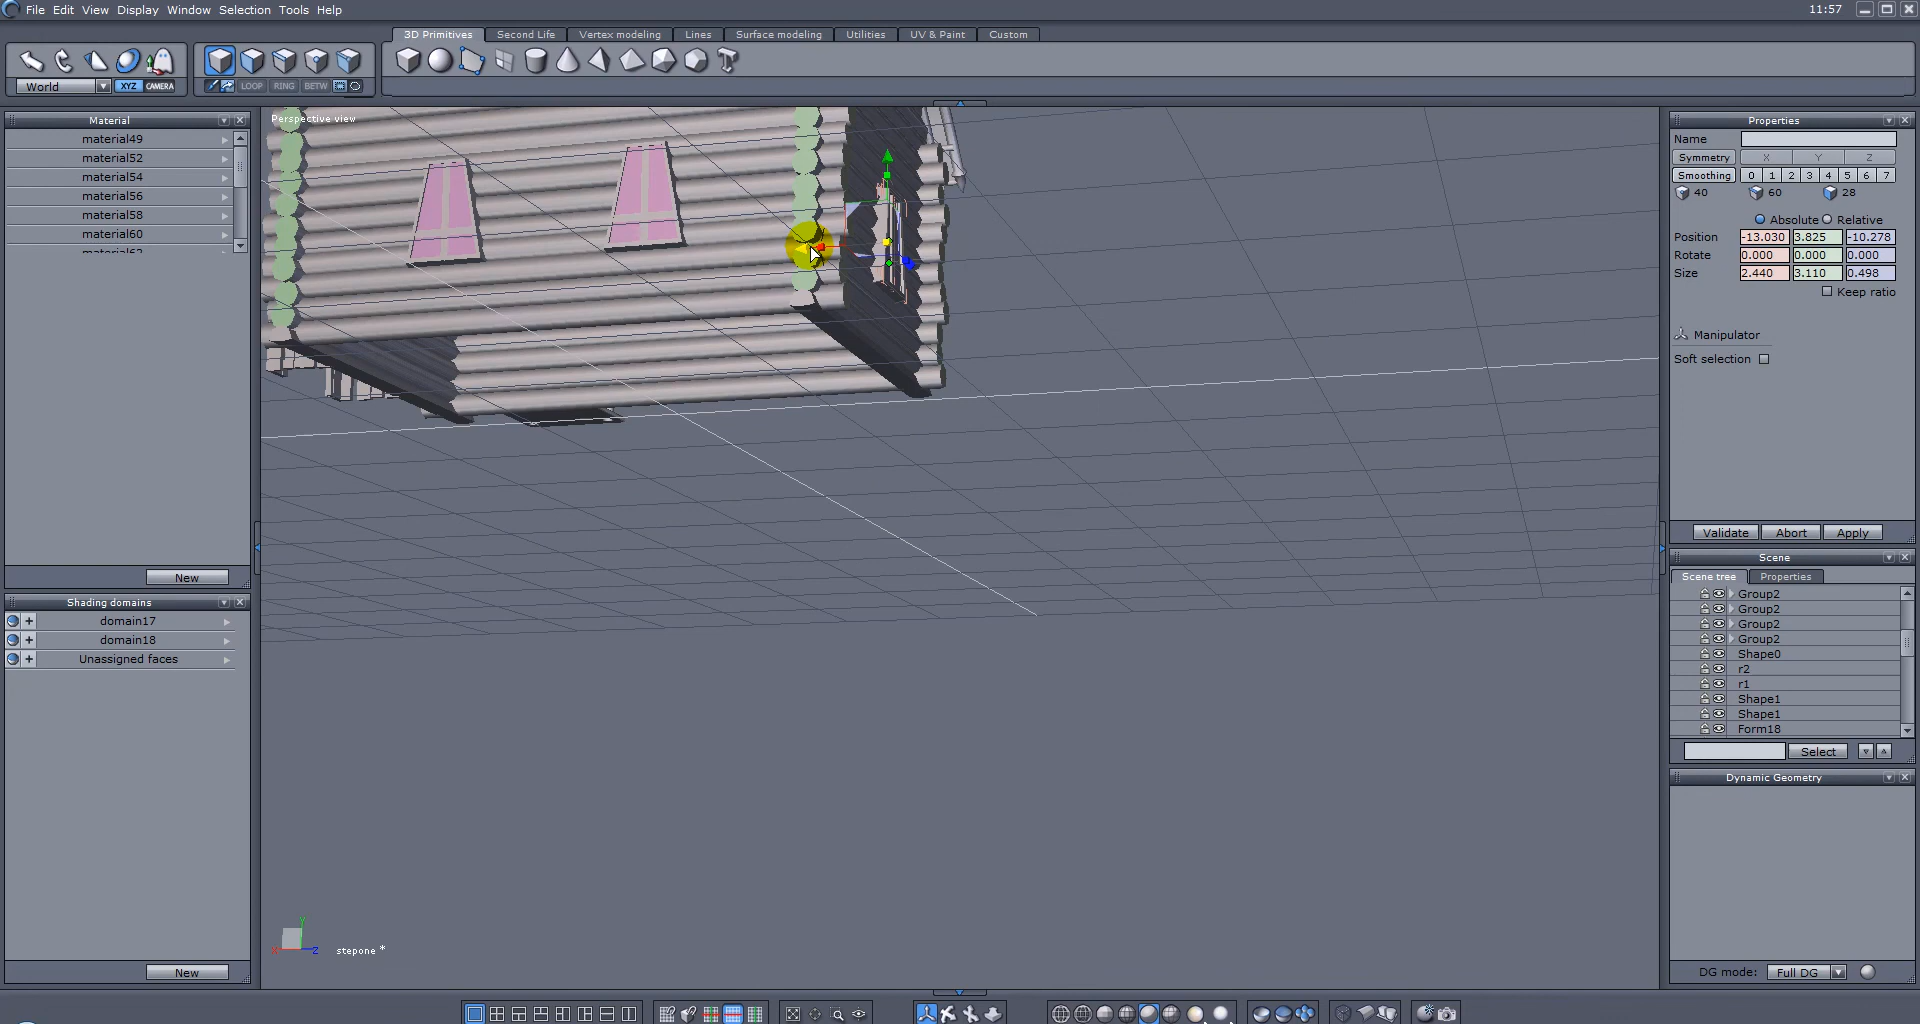 File Edit View Display Window Selection Tools Help
11:57
3D Primitives Second Life Vertex modeling Lines Surface modeling Utilities UV & Paint Custom
World XYZ CAMERA LOOP RING BETW
Material
material49
material52
material54
material56
material58
material60
New
Shading domains
domain17
domain18
Unassigned faces
New
Perspective view
Y
X Z
stepone *
Properties
Name
Symmetry X Y Z
Smoothing 0 1 2 3 4 5 6 7
40 60 28
Absolute Relative
Position -13.030 3.825 -10.278
Rotate 0.000 0.000 0.000
Size 2.440 3.110 0.498
Keep ratio
Manipulator
Soft selection
Validate Abort Apply
Scene
Scene tree Properties
Group2
Group2
Group2
Group2
Shape0
r2
r1
Shape1
Shape1
Form18
Select
Dynamic Geometry
DG mode: Full DG